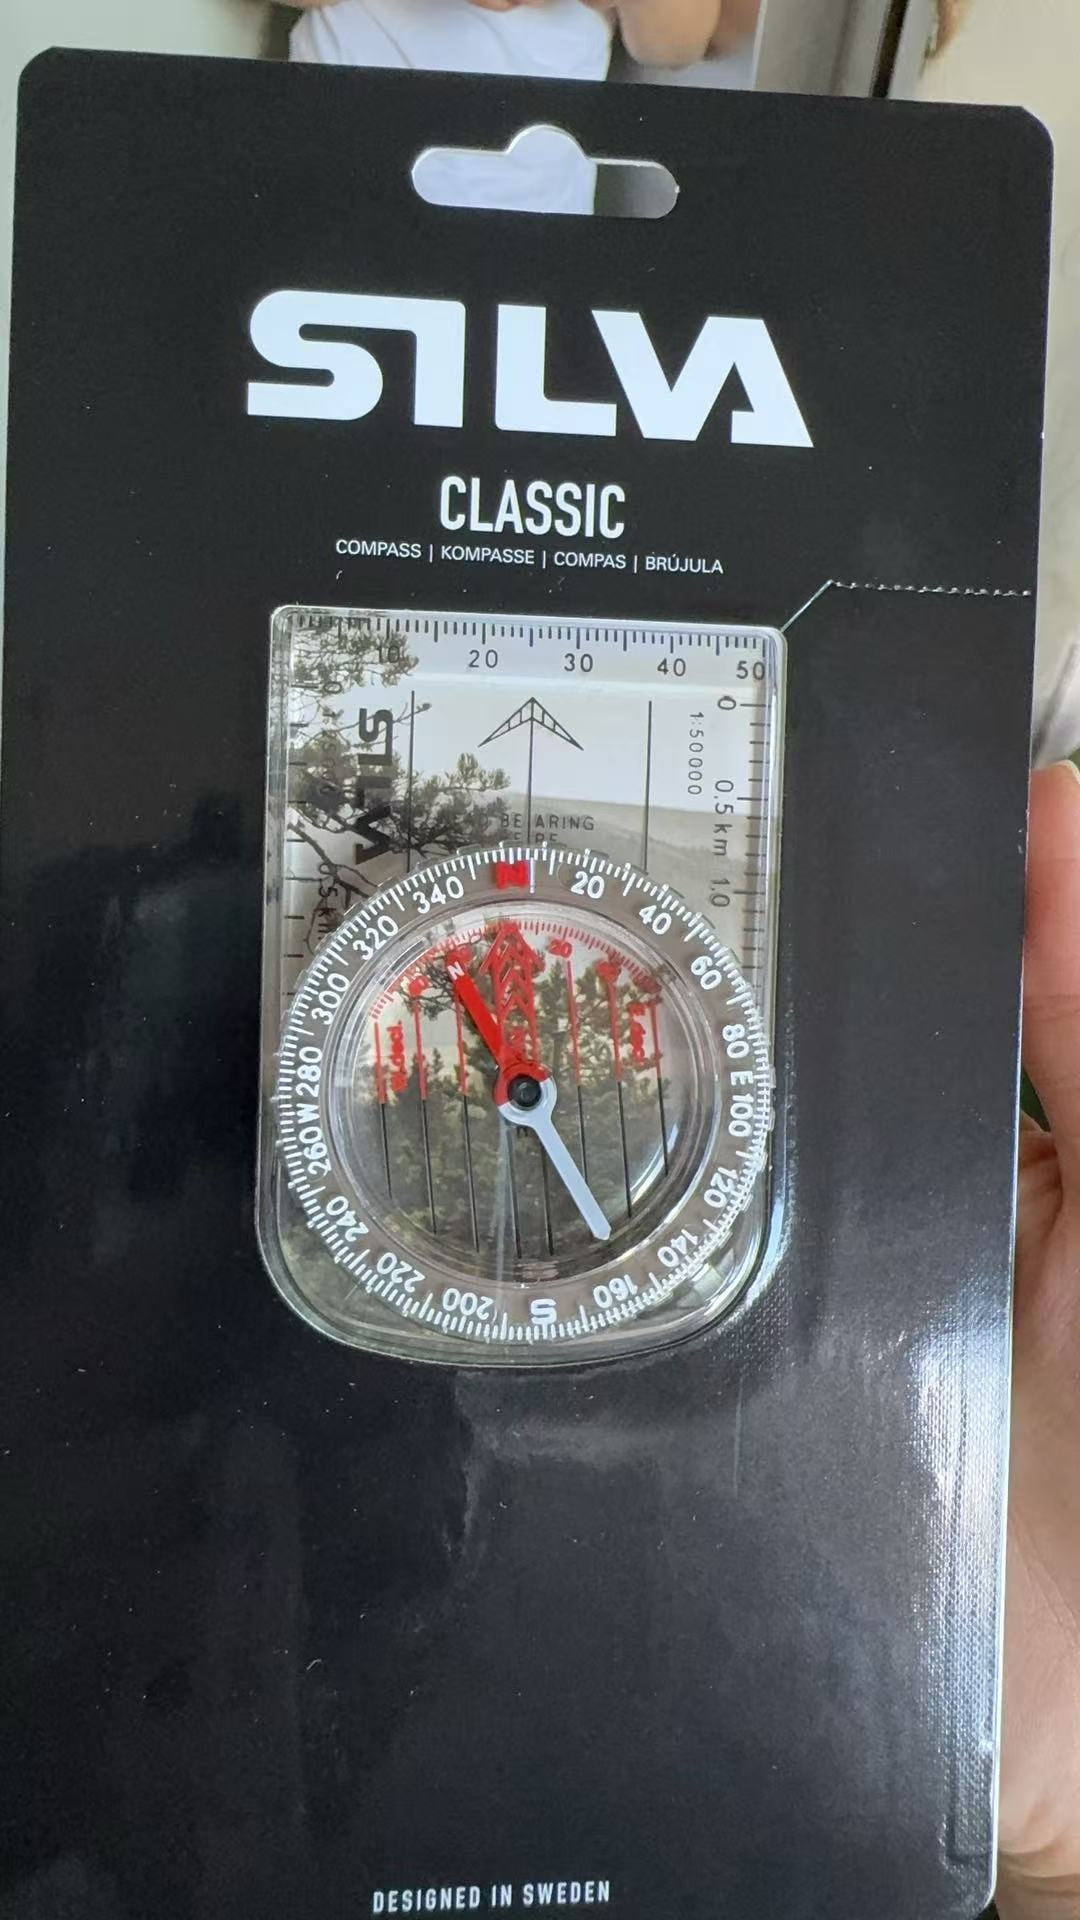 SILVA
CLASSIC
COMPASS | KOMPASSE | COMPAS | BRÚJULA
10 20 30 40 50
SILVA
1:50000
0 0,5 km 1,0
BEARING
N 20 40 60 80 E 100 120 140 160 S 200 220 240 260 W 280 300 320 340
N
20
DESIGNED IN SWEDEN